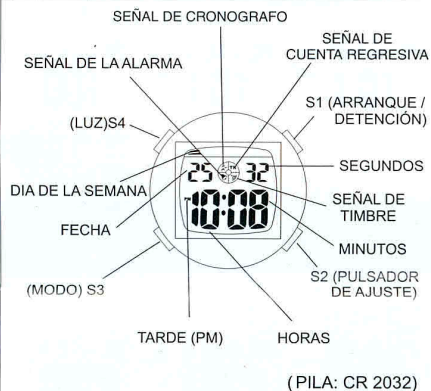 SEÑAL DE CRONOGRAFO
SEÑAL DE
CUENTA REGRESIVA
SEÑAL DE LA ALARMA
S1 (ARRANQUE /
DETENCIÓN)
(LUZ)S4
25 32
SEGUNDOS
DIA DE LA SEMANA
SEÑAL DE
TIMBRE
FECHA
PM 10:08
MINUTOS
(MODO) S3
S2 (PULSADOR
DE AJUSTE)
TARDE (PM)
HORAS
(PILA: CR 2032)